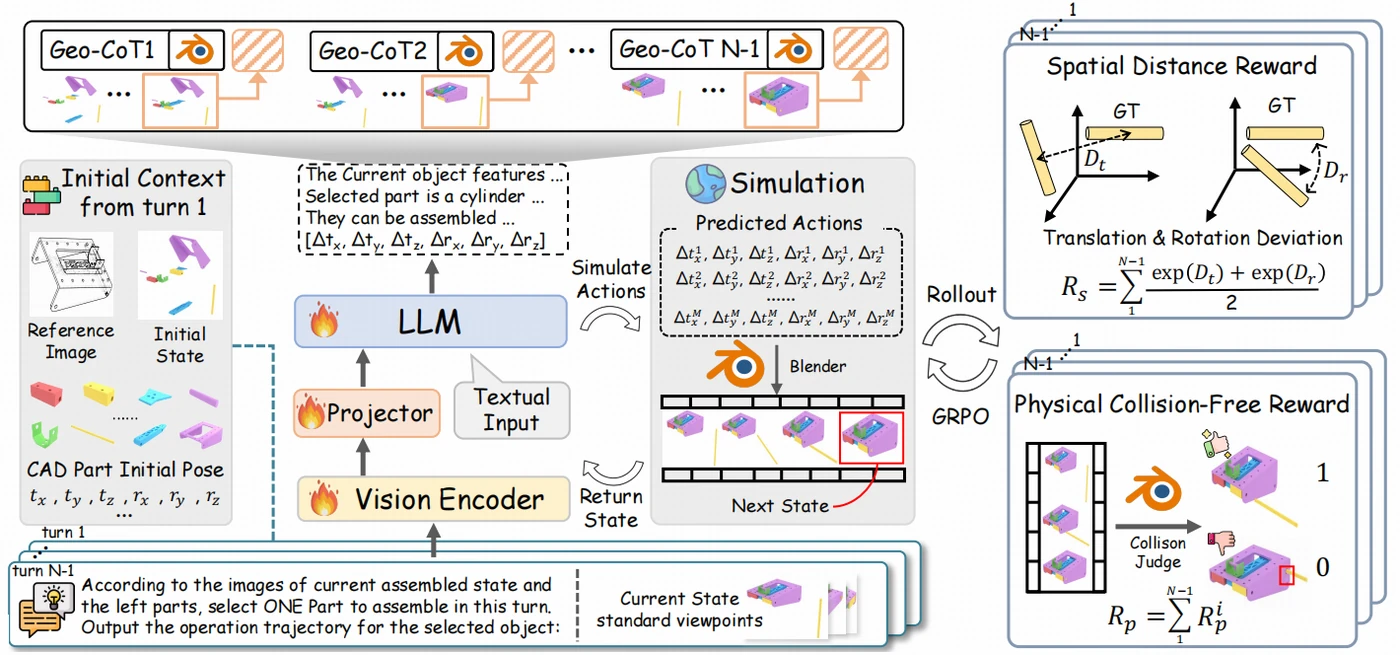 Geo-CoT1
Geo-CoT2
...
Geo-CoT N-1
...
...
...
Initial Context
from turn 1
Reference
Image
Initial
State
......
CAD Part Initial Pose
t_x , t_y , t_z , r_x , r_y , r_z
...
The Current object features ...
Selected part is a cylinder ...
They can be assembled ...
[Δt_x, Δt_y, Δt_z, Δr_x, Δr_y, Δr_z]
LLM
Projector
Textual
Input
Vision Encoder
Simulate
Actions
Return
State
Simulation
Predicted Actions
Δt_x^1, Δt_y^1, Δt_z^1, Δr_x^1, Δr_y^1, Δr_z^1
Δt_x^2, Δt_y^2, Δt_z^2, Δr_x^2, Δr_y^2, Δr_z^2
......
Δt_x^M, Δt_y^M, Δt_z^M, Δr_x^M, Δr_y^M, Δr_z^M
Blender
Next State
turn 1
turn N-1
According to the images of current assembled state and
the left parts, select ONE Part to assemble in this turn.
Output the operation trajectory for the selected object:
Current State
standard viewpoints
Rollout
GRPO
1
N-1
Spatial Distance Reward
GT
D_t
GT
D_r
Translation & Rotation Deviation
R_s = ∑_1^{N-1} (exp(D_t) + exp(D_r)) / 2
1
N-1
Physical Collision-Free Reward
1
Collison
Judge
0
R_p = ∑_1^{N-1} R_p^i